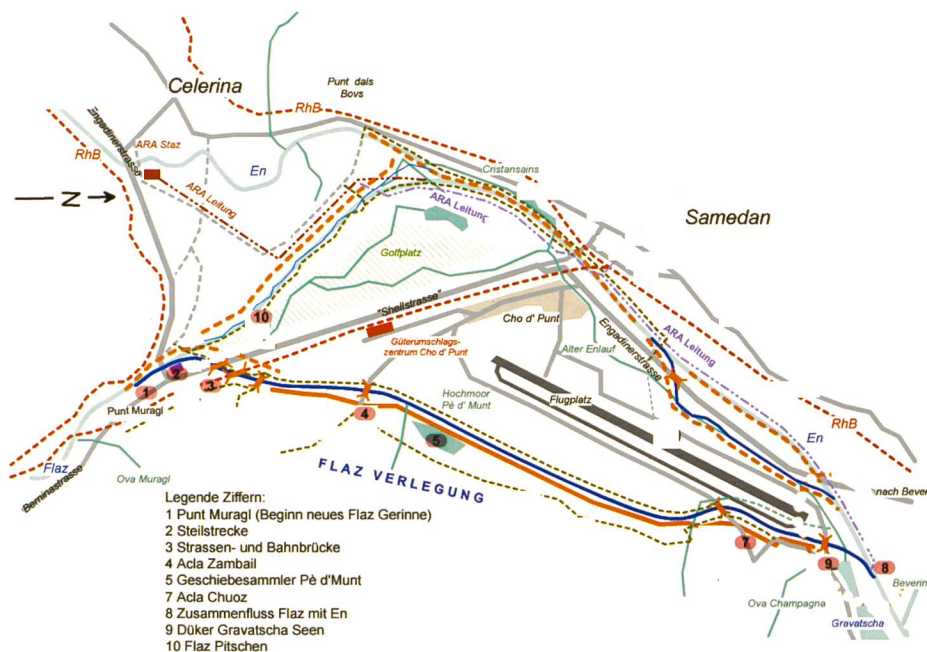 Celerina
Punt dals
Bovs
RhB
Engadinerstrasse
ARA Staz
RhB
En
ARA Leitung
Cristansains
N
ARA Leitung
Samedan
Golfplatz
10
"Shellstrasse"
Cho d' Punt
Güterumschlags-
zentrum Cho d' Punt
Engadinerstrasse
ARA Leitung
Alter Enlauf
2
1
3
Punt Muragl
4
Hochmoor
Pè d' Munt
Flugplatz
5
En
RhB
Flaz
Berninastrasse
Ova Muragl
FLAZ VERLEGUNG
nach Bever
7
9
8
Beverin
Ova Champagna
Gravatscha
Legende Ziffern:
1 Punt Muragl (Beginn neues Flaz Gerinne)
2 Steilstrecke
3 Strassen- und Bahnbrücke
4 Acla Zambail
5 Geschiebesammler Pè d'Munt
7 Acla Chuoz
8 Zusammenfluss Flaz mit En
9 Düker Gravatscha Seen
10 Flaz Pitschen